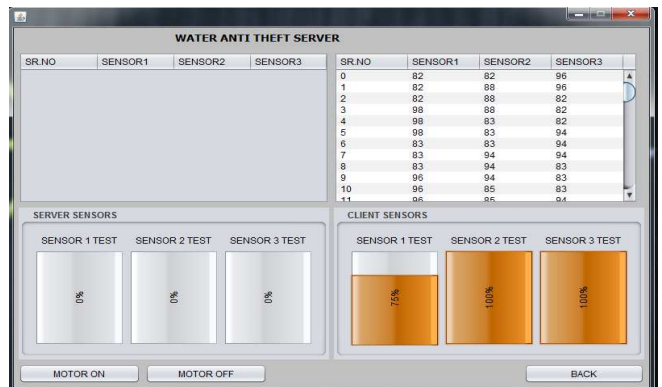 WATER ANTI THEFT SERVER
SR.NO SENSOR1 SENSOR2 SENSOR3
SR.NO SENSOR1 SENSOR2 SENSOR3
0 82 82 96
1 82 88 96
2 82 88 82
3 98 88 82
4 98 83 82
5 98 83 94
6 83 83 94
7 83 94 94
8 83 94 83
9 96 94 83
10 96 85 83
11 96 85 94
SERVER SENSORS
SENSOR 1 TEST SENSOR 2 TEST SENSOR 3 TEST
0% 0% 0%
CLIENT SENSORS
SENSOR 1 TEST SENSOR 2 TEST SENSOR 3 TEST
75% 100% 100%
MOTOR ON MOTOR OFF BACK